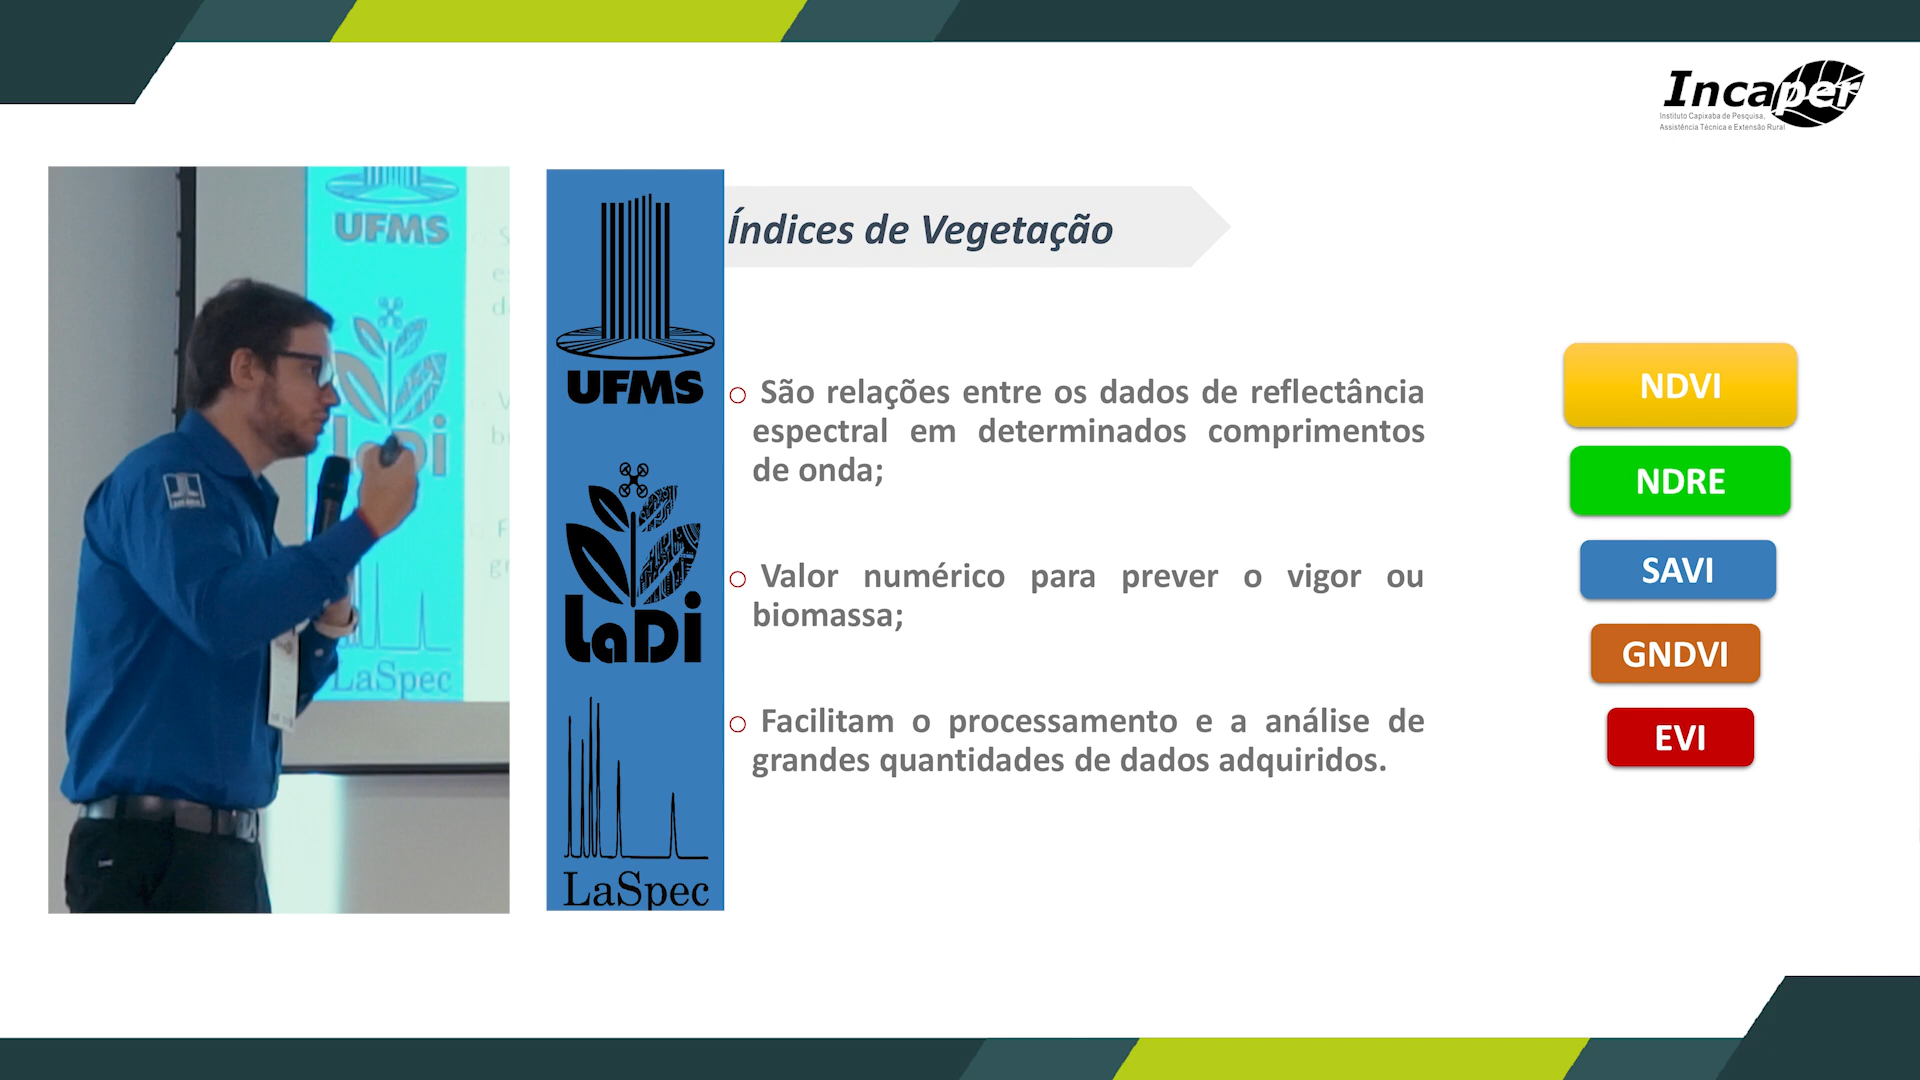 Incaper
Instituto Capixaba de Pesquisa,
Assistência Técnica e Extensão Rural
UFMS
LaDi
LaSpec
UFMS
LaDi
LaSpec
Índices de Vegetação
São relações entre os dados de reflectância
espectral em determinados comprimentos
de onda;
Valor numérico para prever o vigor ou
biomassa;
Facilitam o processamento e a análise de
grandes quantidades de dados adquiridos.
NDVI
NDRE
SAVI
GNDVI
EVI